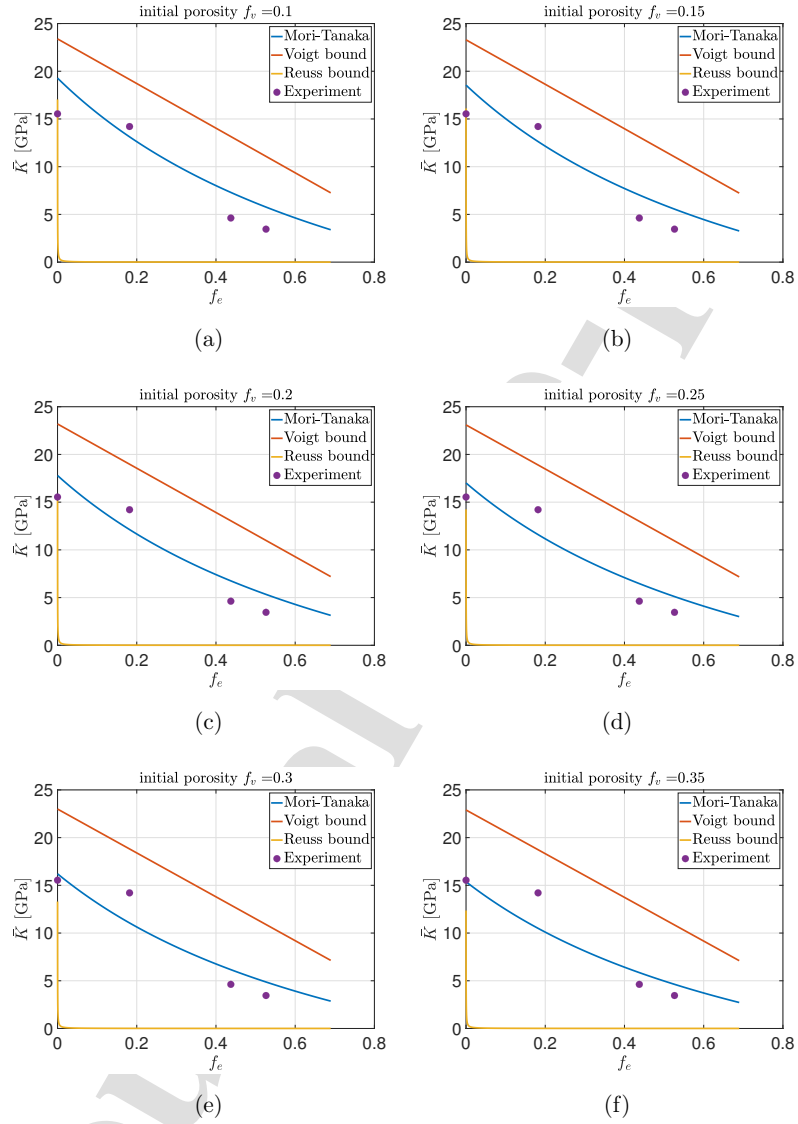 initial porosity f_v =0.1
25
20
15
10
5
0
K̄ [GPa]
Mori-Tanaka
Voigt bound
Reuss bound
Experiment
0 0.2 0.4 0.6 0.8
f_e
(a)
initial porosity f_v =0.15
25
20
15
10
5
0
K̄ [GPa]
Mori-Tanaka
Voigt bound
Reuss bound
Experiment
0 0.2 0.4 0.6 0.8
f_e
(b)
initial porosity f_v =0.2
25
20
15
10
5
0
K̄ [GPa]
Mori-Tanaka
Voigt bound
Reuss bound
Experiment
0 0.2 0.4 0.6 0.8
f_e
(c)
initial porosity f_v =0.25
25
20
15
10
5
0
K̄ [GPa]
Mori-Tanaka
Voigt bound
Reuss bound
Experiment
0 0.2 0.4 0.6 0.8
f_e
(d)
initial porosity f_v =0.3
25
20
15
10
5
0
K̄ [GPa]
Mori-Tanaka
Voigt bound
Reuss bound
Experiment
0 0.2 0.4 0.6 0.8
f_e
(e)
initial porosity f_v =0.35
25
20
15
10
5
0
K̄ [GPa]
Mori-Tanaka
Voigt bound
Reuss bound
Experiment
0 0.2 0.4 0.6 0.8
f_e
(f)